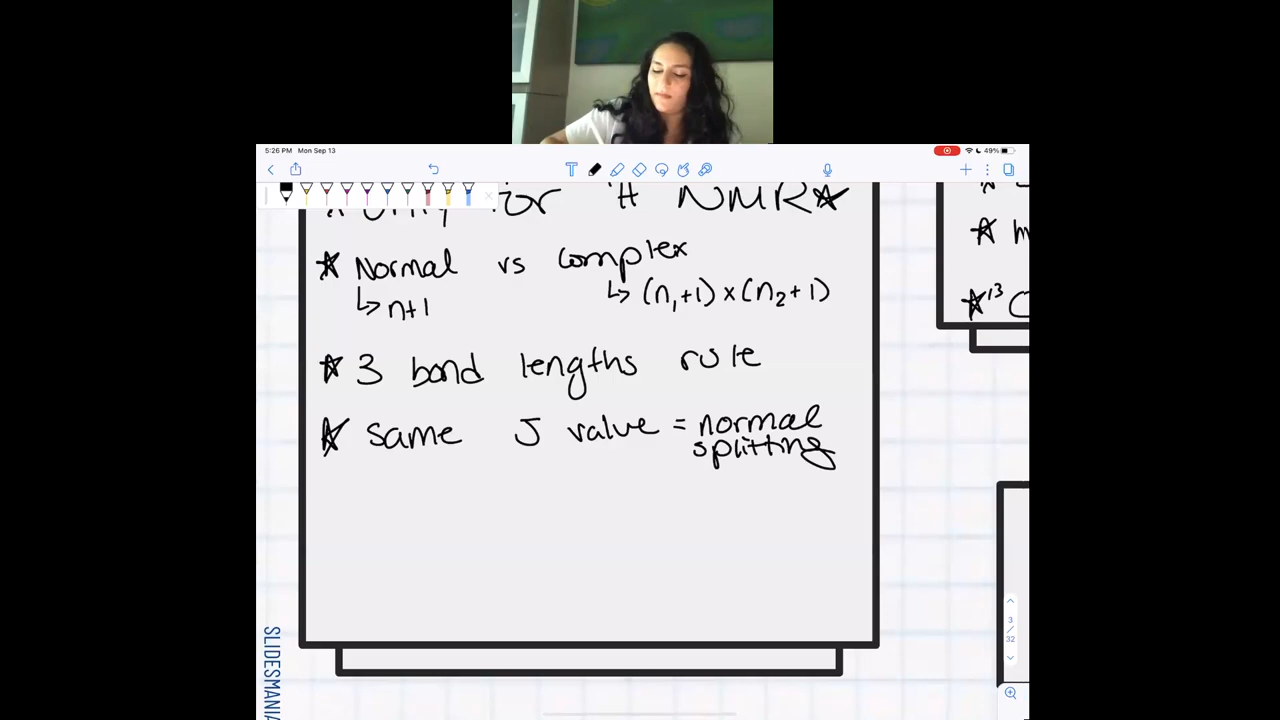 5:26 PM Mon Sep 13
49%
for ¹H NMR☆
☆ Normal vs complex
↳ n+1 ↳ (n₁+1) x (n₂+1)
☆ 3 bond lengths rule
☆ same J value = normal
splitting
☆
☆ m
☆ ¹³C
3
/
32
SLIDESMANIA